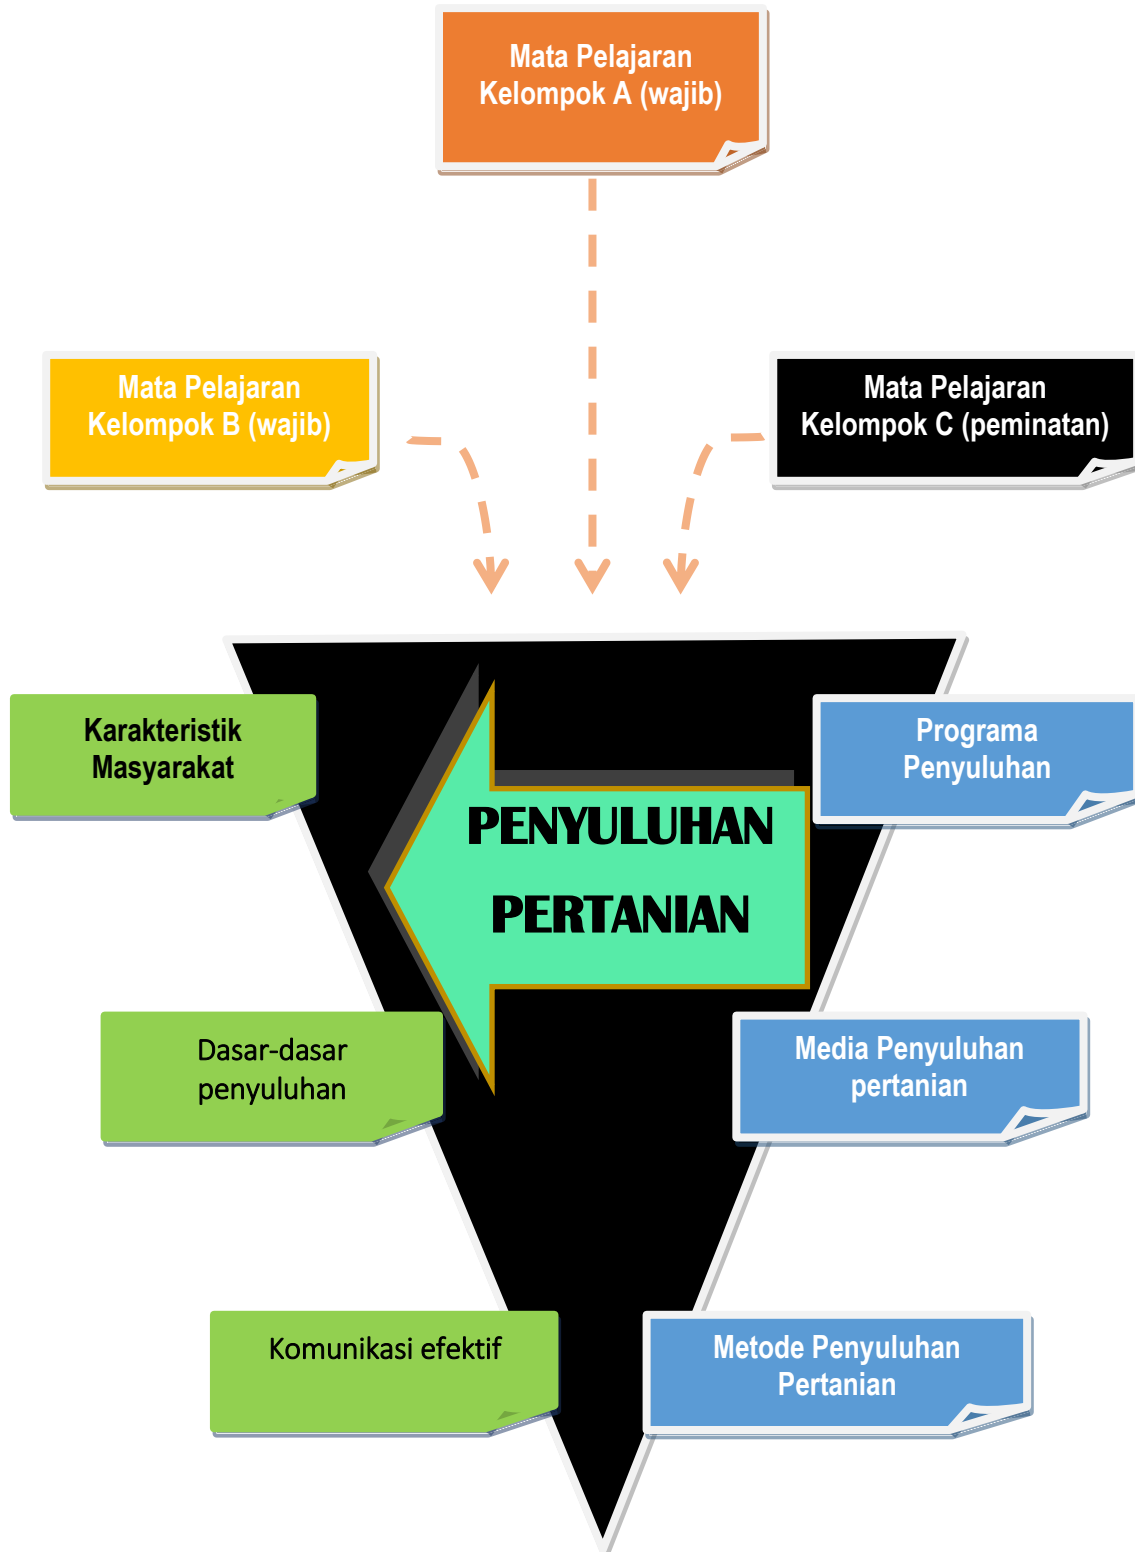 Mata Pelajaran
Kelompok A (wajib)
Mata Pelajaran
Kelompok B (wajib)
Mata Pelajaran
Kelompok C (peminatan)
Karakteristik
Masyarakat
Programa
Penyuluhan
PENYULUHAN
PERTANIAN
Dasar-dasar
penyuluhan
Media Penyuluhan
pertanian
Komunikasi efektif
Metode Penyuluhan
Pertanian